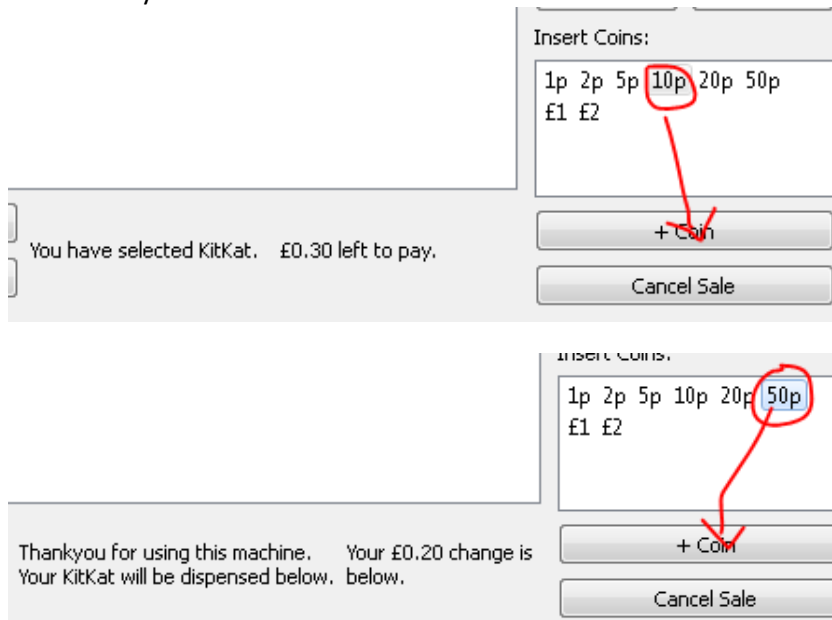 Insert Coins:
1p 2p 5p 10p 20p 50p
£1 £2
+ Coin
You have selected KitKat. £0.30 left to pay.
Cancel Sale
Insert Coins:
1p 2p 5p 10p 20p 50p
£1 £2
+ Coin
Thankyou for using this machine. Your £0.20 change is
Your KitKat will be dispensed below. below.
Cancel Sale